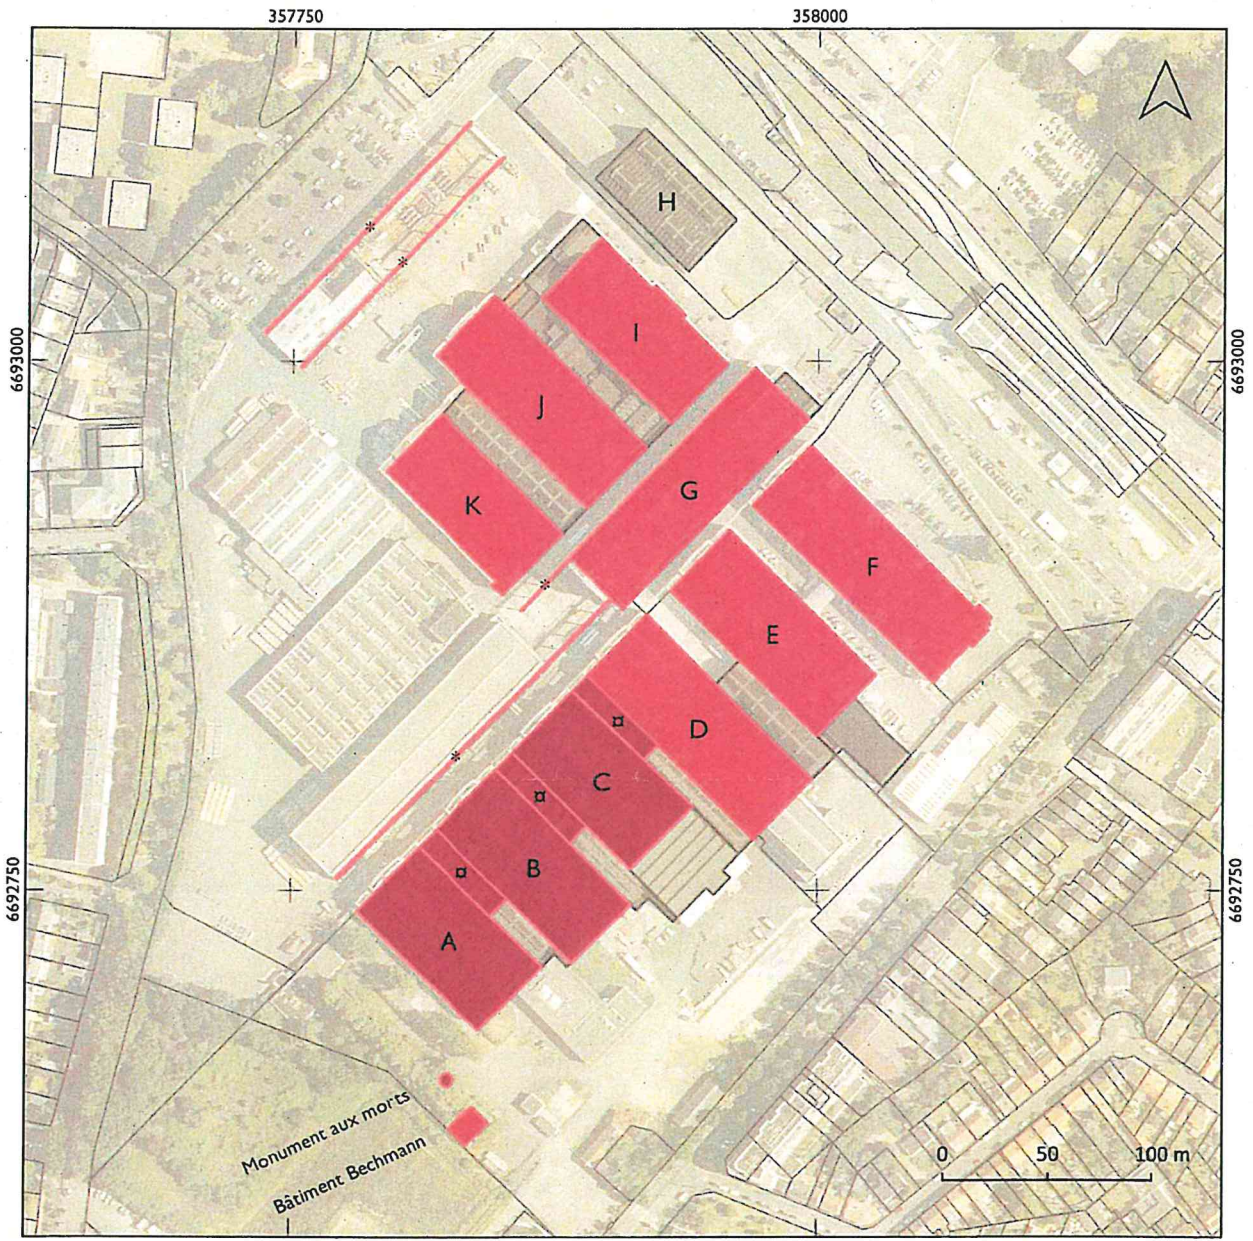 357750 358000
H
I
6693000 6693000
J
G
K
F
E
¤ D
C
¤
B
¤
6692750 6692750
A
Monument aux morts
Bâtiment Bechmann
0 50 100 m